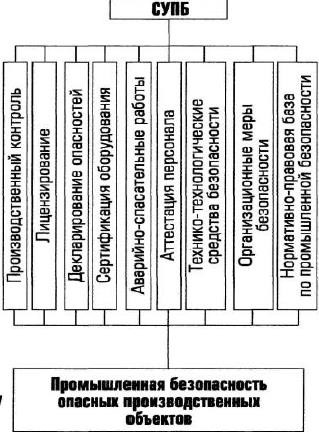 СУПБ
Производственный контроль
Лицензирование
Декларирование опасностей
Сертификация оборудования
Аварийно-спасательные работы
Аттестация персонала
Технико-технологические
средства безопасности
Организационные меры
безопасности
Нормативно-правовая база
по промышленной безопасности
Промышленная безопасность
опасных производственных
объектов